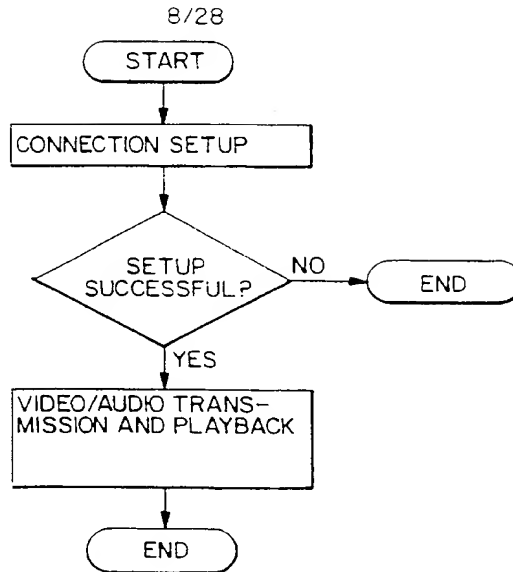 8/28
START
CONNECTION SETUP
SETUP
SUCCESSFUL?
NO
END
YES
VIDEO/AUDIO TRANS-
MISSION AND PLAYBACK
END